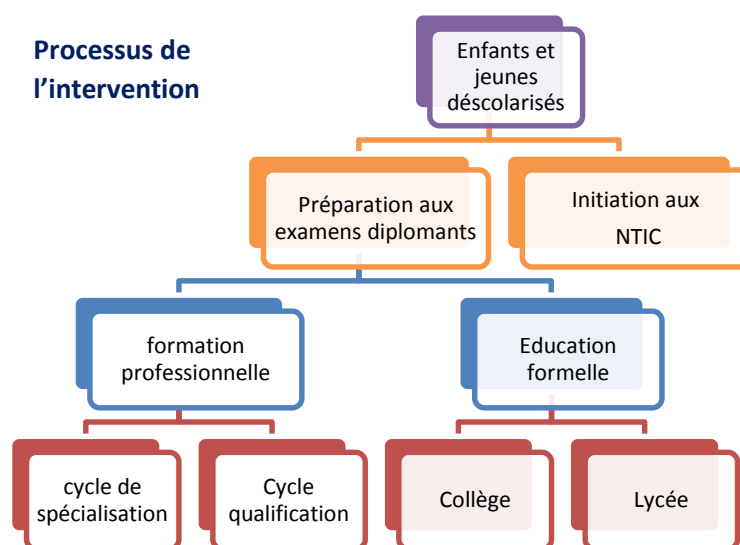 Processus de
l'intervention
Enfants et
jeunes
déscolarisés
Préparation aux
examens diplomants
Initiation aux
NTIC
formation
professionnelle
Education
formelle
cycle de
spécialisation
Cycle
qualification
Collège
Lycée